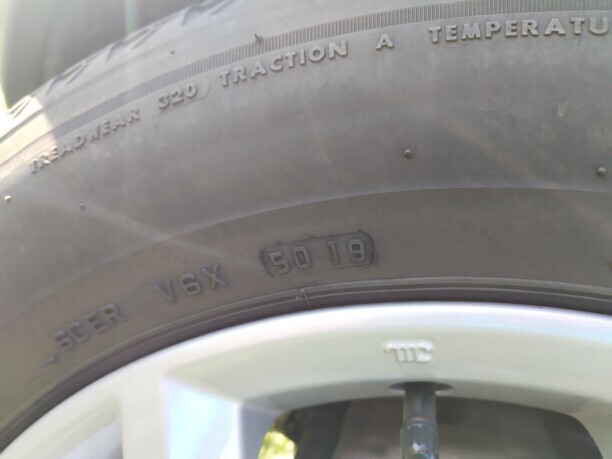 TREADWEAR 320 TRACTION A TEMPERATU
5CER V6X 5019